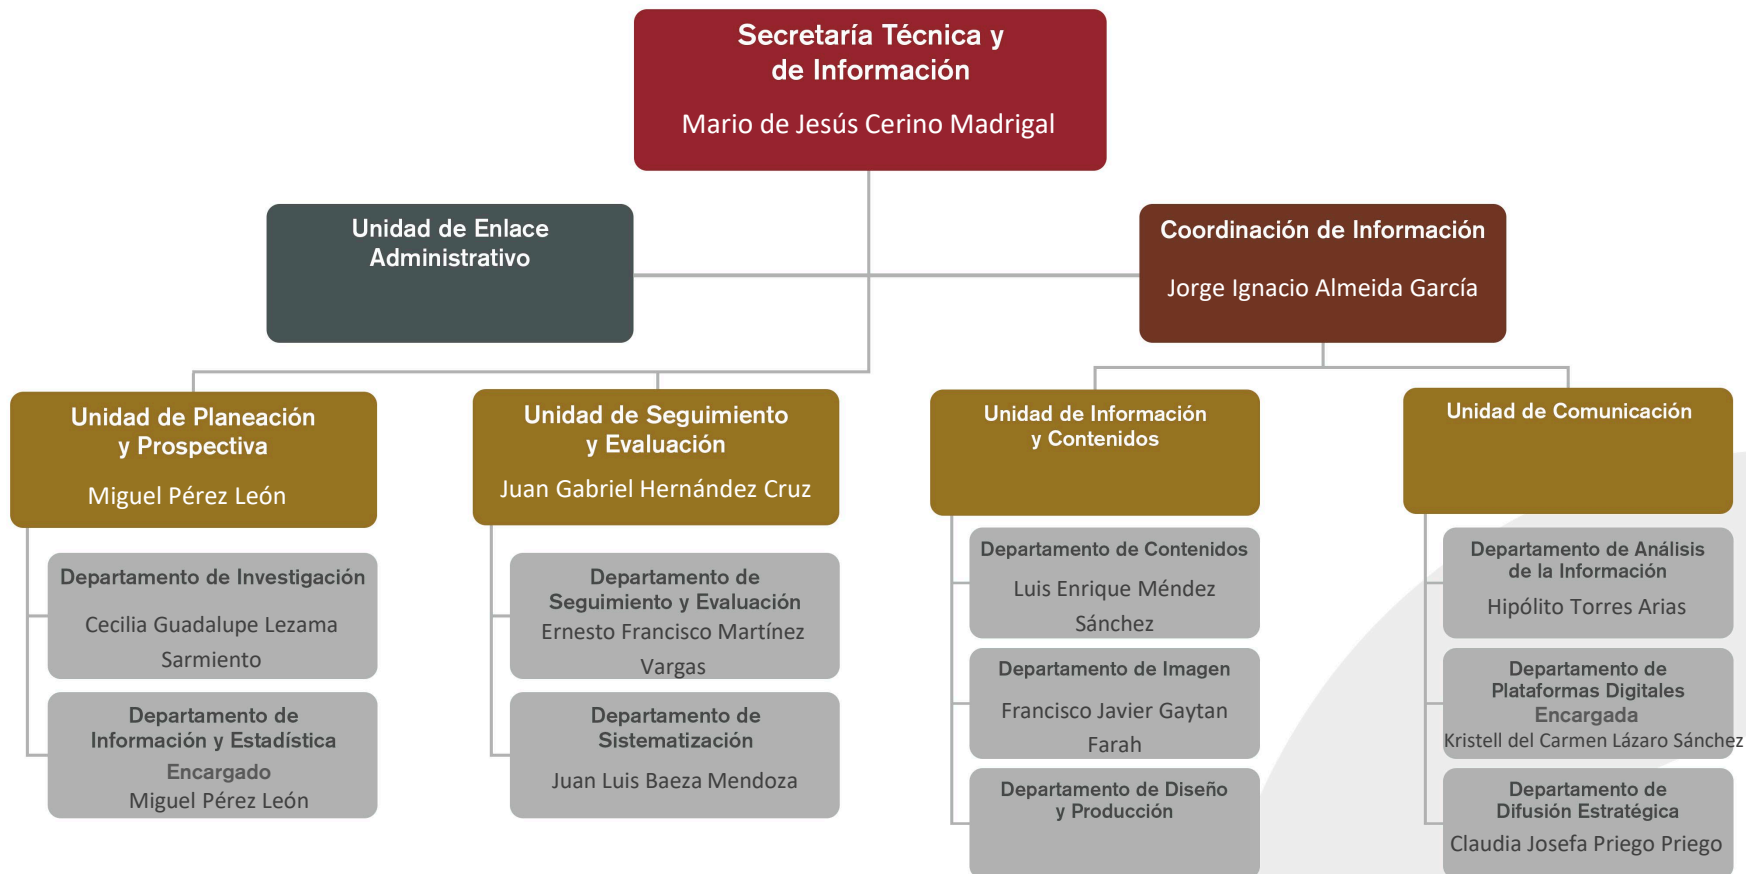 Secretaría Técnica y
de Información
Mario de Jesús Cerino Madrigal
Unidad de Enlace
Administrativo
Coordinación de Información
Jorge Ignacio Almeida García
Unidad de Planeación
y Prospectiva
Miguel Pérez León
Unidad de Seguimiento
y Evaluación
Juan Gabriel Hernández Cruz
Unidad de Información
y Contenidos
Unidad de Comunicación
Departamento de Investigación
Cecilia Guadalupe Lezama
Sarmiento
Departamento de
Información y Estadística
Encargado
Miguel Pérez León
Departamento de
Seguimiento y Evaluación
Ernesto Francisco Martínez
Vargas
Departamento de
Sistematización
Juan Luis Baeza Mendoza
Departamento de Contenidos
Luis Enrique Méndez
Sánchez
Departamento de Imagen
Francisco Javier Gaytan
Farah
Departamento de Diseño
y Producción
Departamento de Análisis
de la Información
Hipólito Torres Arias
Departamento de
Plataformas Digitales
Encargada
Kristell del Carmen Lázaro Sánchez
Departamento de
Difusión Estratégica
Claudia Josefa Priego Priego